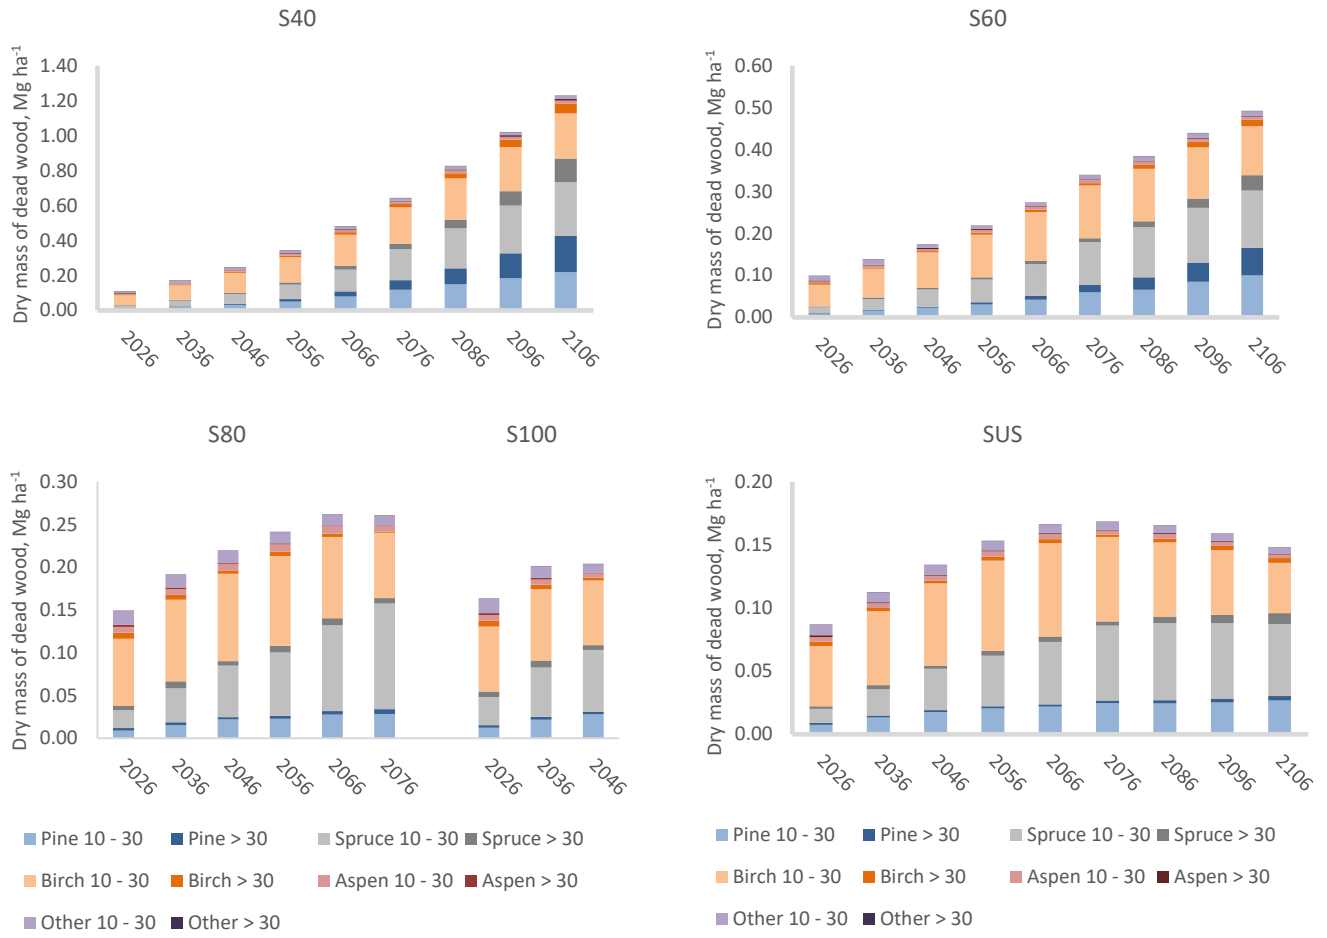 S40
Dry mass of dead wood, Mg ha⁻¹
1.40
1.20
1.00
0.80
0.60
0.40
0.20
0.00
2026 2036 2046 2056 2066 2076 2086 2096 2106
S60
Dry mass of dead wood, Mg ha⁻¹
0.60
0.50
0.40
0.30
0.20
0.10
0.00
2026 2036 2046 2056 2066 2076 2086 2096 2106
S80 S100
Dry mass of dead wood, Mg ha⁻¹
0.30
0.25
0.20
0.15
0.10
0.05
0.00
2026 2036 2046 2056 2066 2076 2026 2036 2046
Pine 10 - 30 Pine > 30 Spruce 10 - 30 Spruce > 30
Birch 10 - 30 Birch > 30 Aspen 10 - 30 Aspen > 30
Other 10 - 30 Other > 30
SUS
Dry mass of dead wood, Mg ha⁻¹
0.20
0.15
0.10
0.05
0.00
2026 2036 2046 2056 2066 2076 2086 2096 2106
Pine 10 - 30 Pine > 30 Spruce 10 - 30 Spruce > 30
Birch 10 - 30 Birch > 30 Aspen 10 - 30 Aspen > 30
Other 10 - 30 Other > 30